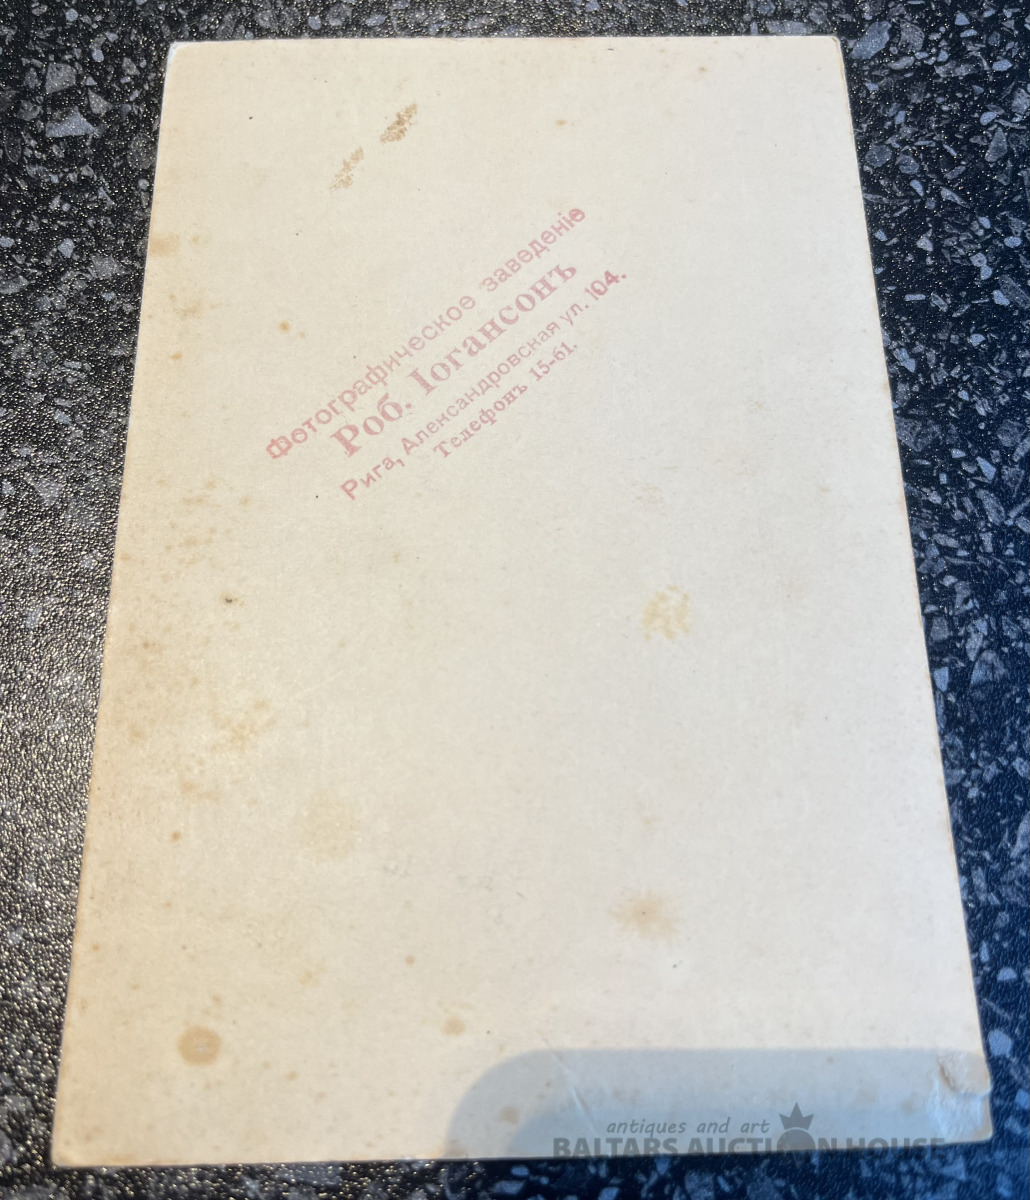 Фотографическое заведеніе
Роб. Іогансонъ
Рига, Александровская ул. 104.
Телефонъ 15-61.
antiques and art
BALTARS AUCTION HOUSE